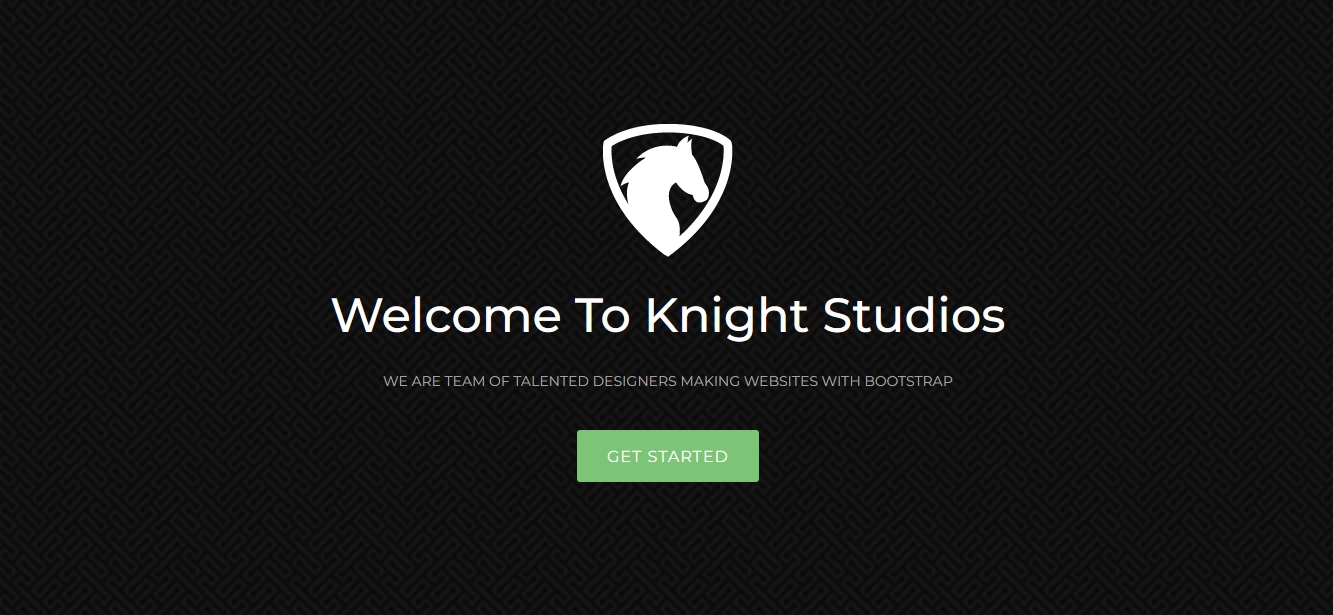 Welcome To Knight Studios
WE ARE TEAM OF TALENTED DESIGNERS MAKING WEBSITES WITH BOOTSTRAP
GET STARTED